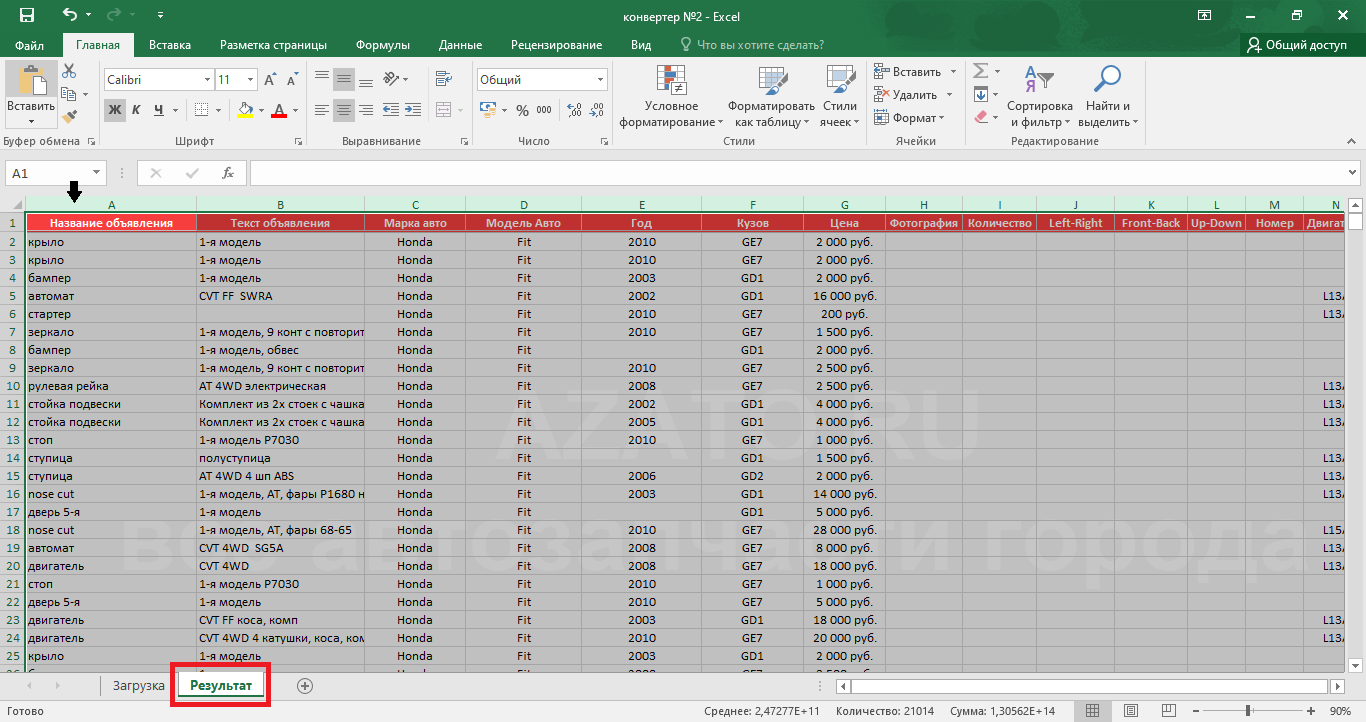 конвертер №2 - Excel
Файл Главная Вставка Разметка страницы Формулы Данные Рецензирование Вид Что вы хотите сделать? Общий доступ
Calibri 11 Общий Вставить Σ
Вставить Ж К Ч А % 000 Условное форматирование Форматировать как таблицу Стили ячеек Удалить Формат Сортировка и фильтр Найти и выделить
Буфер обмена Шрифт Выравнивание Число Стили Ячейки Редактирование
A1 fx
A B C D E F G H I J K L M N
1 Название объявления Текст объявления Марка авто Модель Авто Год Кузов Цена Фотография Количество Left-Right Front-Back Up-Down Номер Двигат
2 крыло 1-я модель Honda Fit 2010 GE7 2 000 руб.
3 крыло 1-я модель Honda Fit 2010 GE7 2 000 руб.
4 бампер 1-я модель Honda Fit 2003 GD1 2 000 руб.
5 автомат CVT FF SWRA Honda Fit 2002 GD1 16 000 руб. L13A
6 стартер Honda Fit 2010 GE7 200 руб. L13A
7 зеркало 1-я модель, 9 конт с повторит Honda Fit 2010 GE7 1 500 руб.
8 бампер 1-я модель, обвес Honda Fit GD1 2 000 руб.
9 зеркало 1-я модель, 9 конт с повторит Honda Fit 2010 GE7 2 500 руб.
10 рулевая рейка AT 4WD электрическая Honda Fit 2008 GE7 2 500 руб. L13A
11 стойка подвески Комплект из 2х стоек с чашка Honda Fit 2002 GD1 4 000 руб. L13A
12 стойка подвески Комплект из 2х стоек с чашка Honda Fit 2005 GD1 4 000 руб. L13A
13 стоп 1-я модель P7030 Honda Fit 2010 GE7 1 000 руб.
14 ступица полуступица Honda Fit GD1 1 500 руб. L13A
15 ступица AT 4WD 4 шп ABS Honda Fit 2006 GD2 2 000 руб. L13A
16 nose cut 1-я модель, AT, фары P1680 н Honda Fit 2003 GD1 14 000 руб. L13A
17 дверь 5-я 1-я модель Honda Fit GD1 5 000 руб.
18 nose cut 1-я модель, AT, фары 68-65 Honda Fit 2010 GE7 28 000 руб. L15A
19 автомат CVT 4WD SG5A Honda Fit 2008 GE7 8 000 руб. L13A
20 двигатель CVT 4WD Honda Fit 2008 GE7 18 000 руб. L13A
21 стоп 1-я модель P7030 Honda Fit 2010 GE7 1 000 руб.
22 дверь 5-я 1-я модель Honda Fit 2010 GE7 5 000 руб.
23 двигатель CVT FF коса, комп Honda Fit 2003 GD1 18 000 руб. L13A
24 двигатель CVT 4WD 4 катушки, коса, ком Honda Fit 2010 GE7 20 000 руб. L13A
25 крыло 1-я модель Honda Fit 2003 GD1 2 000 руб.
AZATO.RU
все автозапчасти города
Загрузка Результат
Готово Среднее: 2,47277E+11 Количество: 21014 Сумма: 1,30562E+14 90%